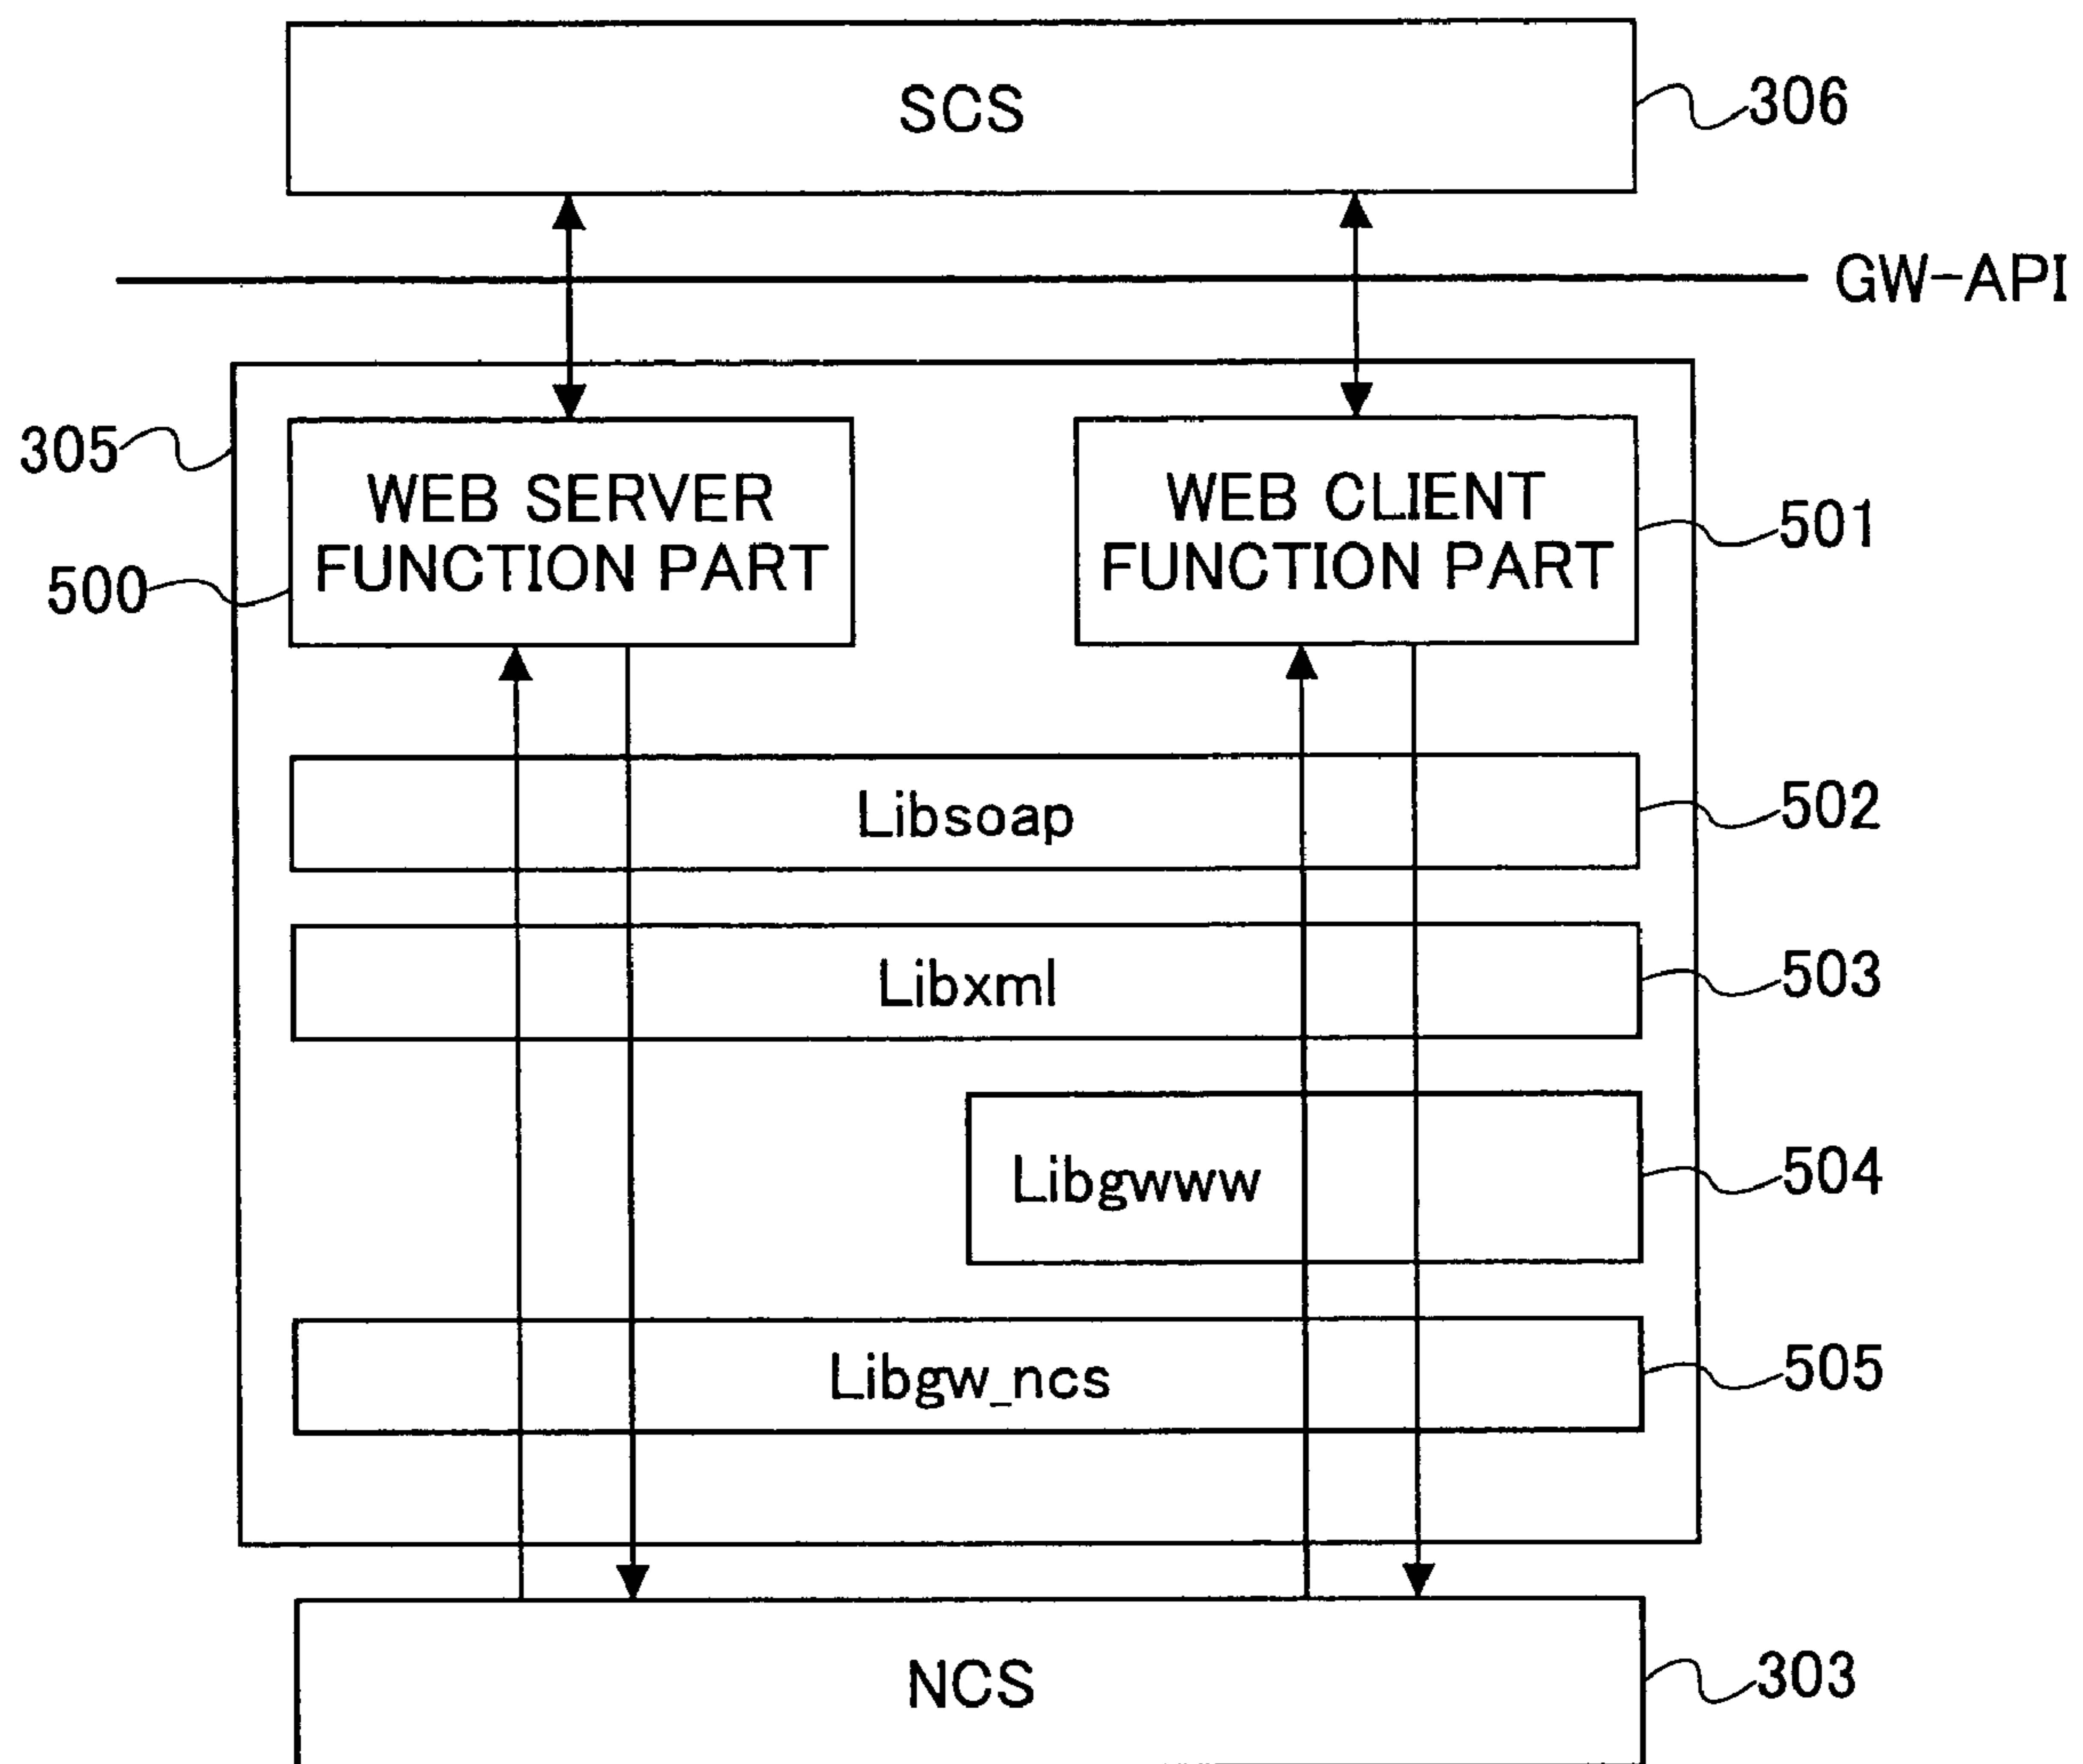 SCS
306
GW-API
305
WEB SERVER
FUNCTION PART
500
WEB CLIENT
FUNCTION PART
501
Libsoap
502
Libxml
503
Libgwww
504
Libgw_ncs
505
NCS
303